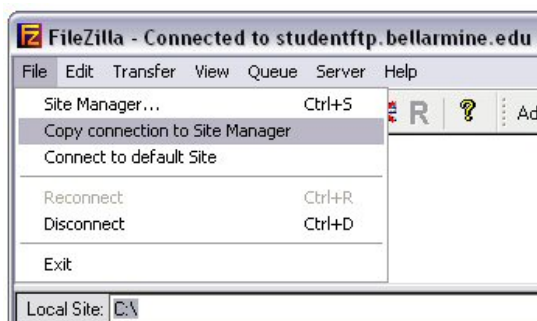 FileZilla - Connected to studentftp.bellarmine.edu
File Edit Transfer View Queue Server Help
Site Manager... Ctrl+S
R ? Ad
Copy connection to Site Manager
Connect to default Site
Reconnect Ctrl+R
Disconnect Ctrl+D
Exit
Local Site: C:\